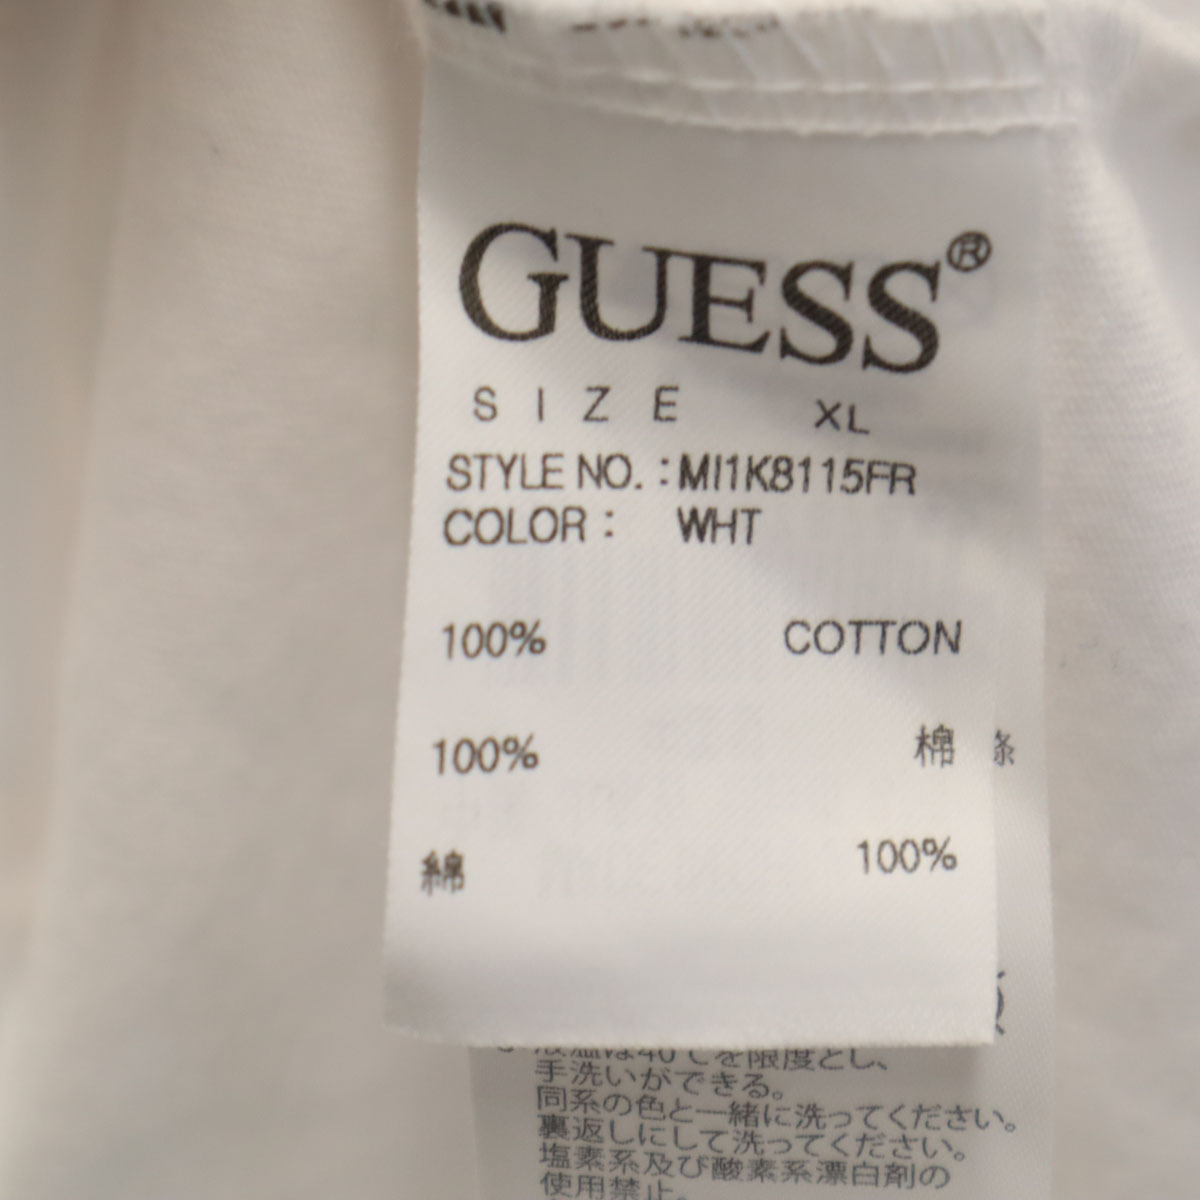 GUESS®
SIZE XL
STYLE NO. : MI1K8115FR
COLOR : WHT
100% COTTON
100% 棉
綿 100%
液温は40℃を限度とし、
手洗いができる。
同系の色と一緒に洗ってください。
裏返しにして洗ってください。
塩素系及び酸素系漂白剤の
使用禁止。